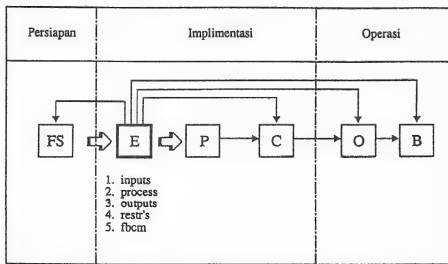 Persiapan Implimentasi Operasi
FS E P C O B
1. inputs
2. process
3. outputs
4. restr's
5. fbcm